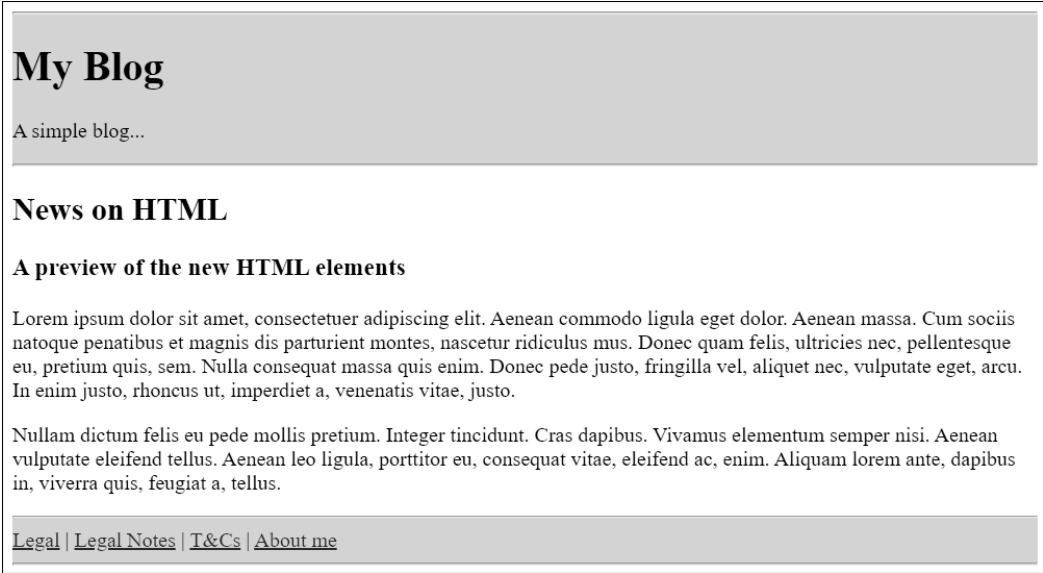 My Blog
A simple blog...
News on HTML
A preview of the new HTML elements
Lorem ipsum dolor sit amet, consectetuer adipiscing elit. Aenean commodo ligula eget dolor. Aenean massa. Cum sociis
natoque penatibus et magnis dis parturient montes, nascetur ridiculus mus. Donec quam felis, ultricies nec, pellentesque
eu, pretium quis, sem. Nulla consequat massa quis enim. Donec pede justo, fringilla vel, aliquet nec, vulputate eget, arcu.
In enim justo, rhoncus ut, imperdiet a, venenatis vitae, justo.
Nullam dictum felis eu pede mollis pretium. Integer tincidunt. Cras dapibus. Vivamus elementum semper nisi. Aenean
vulputate eleifend tellus. Aenean leo ligula, porttitor eu, consequat vitae, eleifend ac, enim. Aliquam lorem ante, dapibus
in, viverra quis, feugiat a, tellus.
Legal | Legal Notes | T&Cs | About me